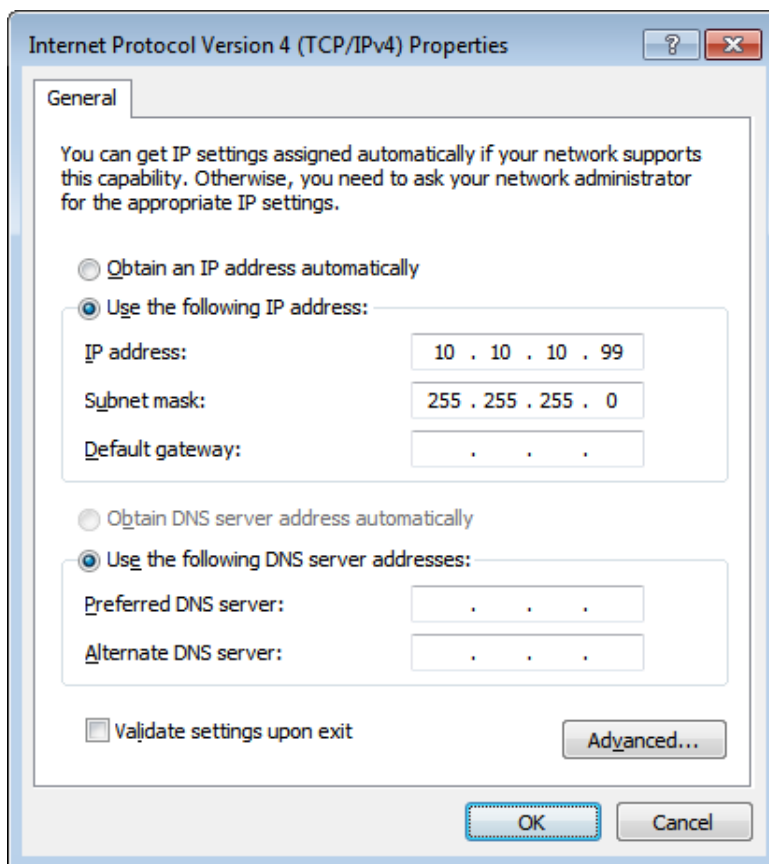 Internet Protocol Version 4 (TCP/IPv4) Properties
General
You can get IP settings assigned automatically if your network supports
this capability. Otherwise, you need to ask your network administrator
for the appropriate IP settings.
Obtain an IP address automatically
Use the following IP address:
IP address: 10 . 10 . 10 . 99
Subnet mask: 255 . 255 . 255 . 0
Default gateway: . . .
Obtain DNS server address automatically
Use the following DNS server addresses:
Preferred DNS server: . . .
Alternate DNS server: . . .
Validate settings upon exit
Advanced...
OK Cancel